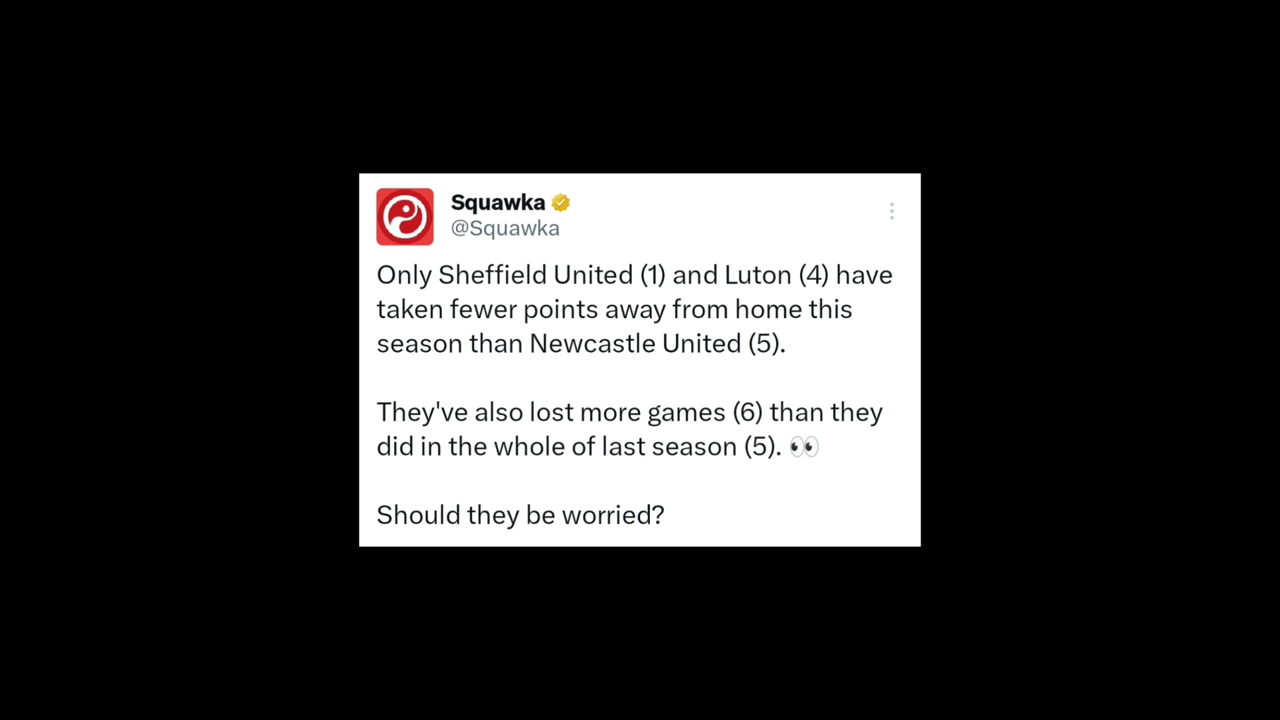 Squawka
@Squawka
Only Sheffield United (1) and Luton (4) have
taken fewer points away from home this
season than Newcastle United (5).
They've also lost more games (6) than they
did in the whole of last season (5). 👀
Should they be worried?